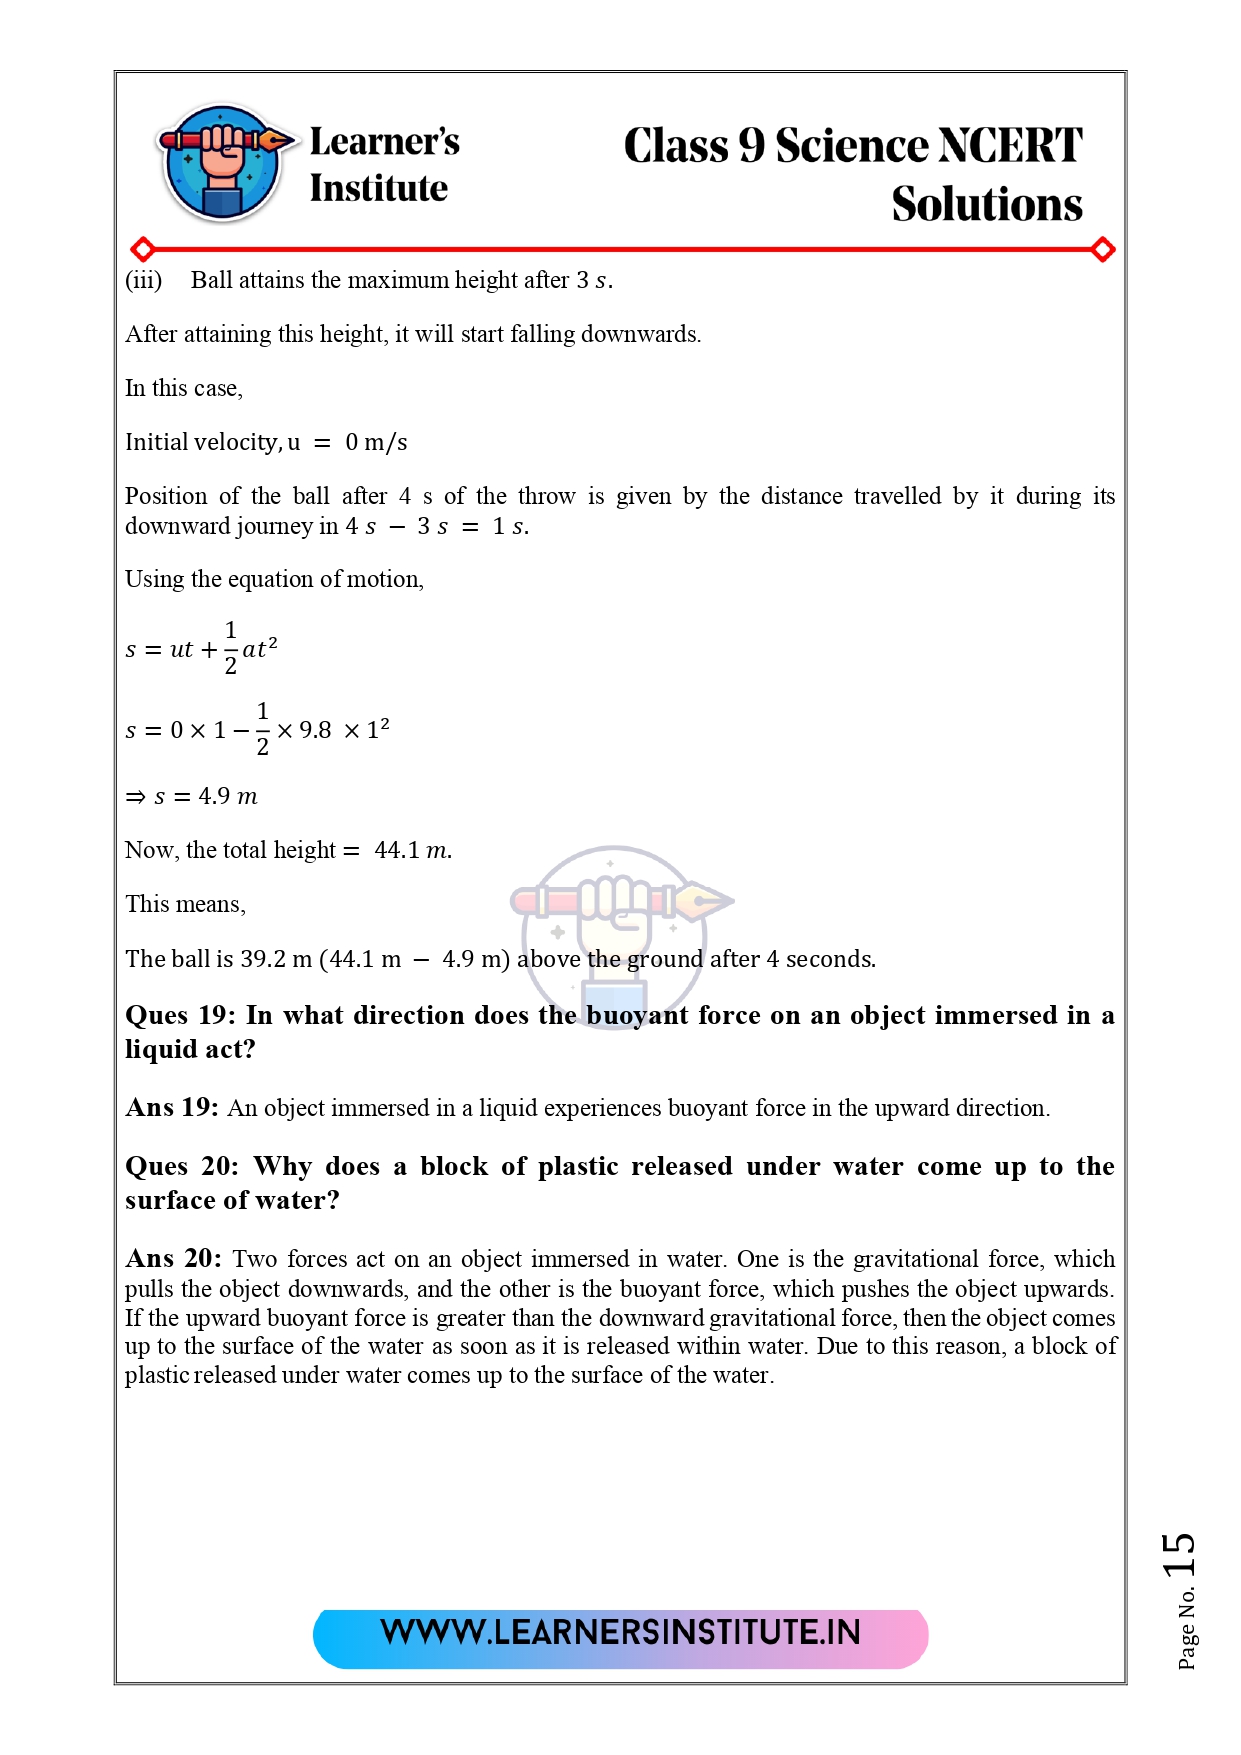 Learner's
Institute
Class 9 Science NCERT
Solutions
(iii) Ball attains the maximum height after 3 s.
After attaining this height, it will start falling downwards.
In this case,
Initial velocity, u = 0 m/s
Position of the ball after 4 s of the throw is given by the distance travelled by it during its
downward journey in 4 s − 3 s = 1 s.
Using the equation of motion,
s = ut + 1/2 at²
s = 0 × 1 − 1/2 × 9.8 × 1²
⇒ s = 4.9 m
Now, the total height = 44.1 m.
This means,
The ball is 39.2 m (44.1 m − 4.9 m) above the ground after 4 seconds.
Ques 19: In what direction does the buoyant force on an object immersed in a
liquid act?
Ans 19: An object immersed in a liquid experiences buoyant force in the upward direction.
Ques 20: Why does a block of plastic released under water come up to the
surface of water?
Ans 20: Two forces act on an object immersed in water. One is the gravitational force, which
pulls the object downwards, and the other is the buoyant force, which pushes the object upwards.
If the upward buoyant force is greater than the downward gravitational force, then the object comes
up to the surface of the water as soon as it is released within water. Due to this reason, a block of
plastic released under water comes up to the surface of the water.
WWW.LEARNERSINSTITUTE.IN
Page No. 15